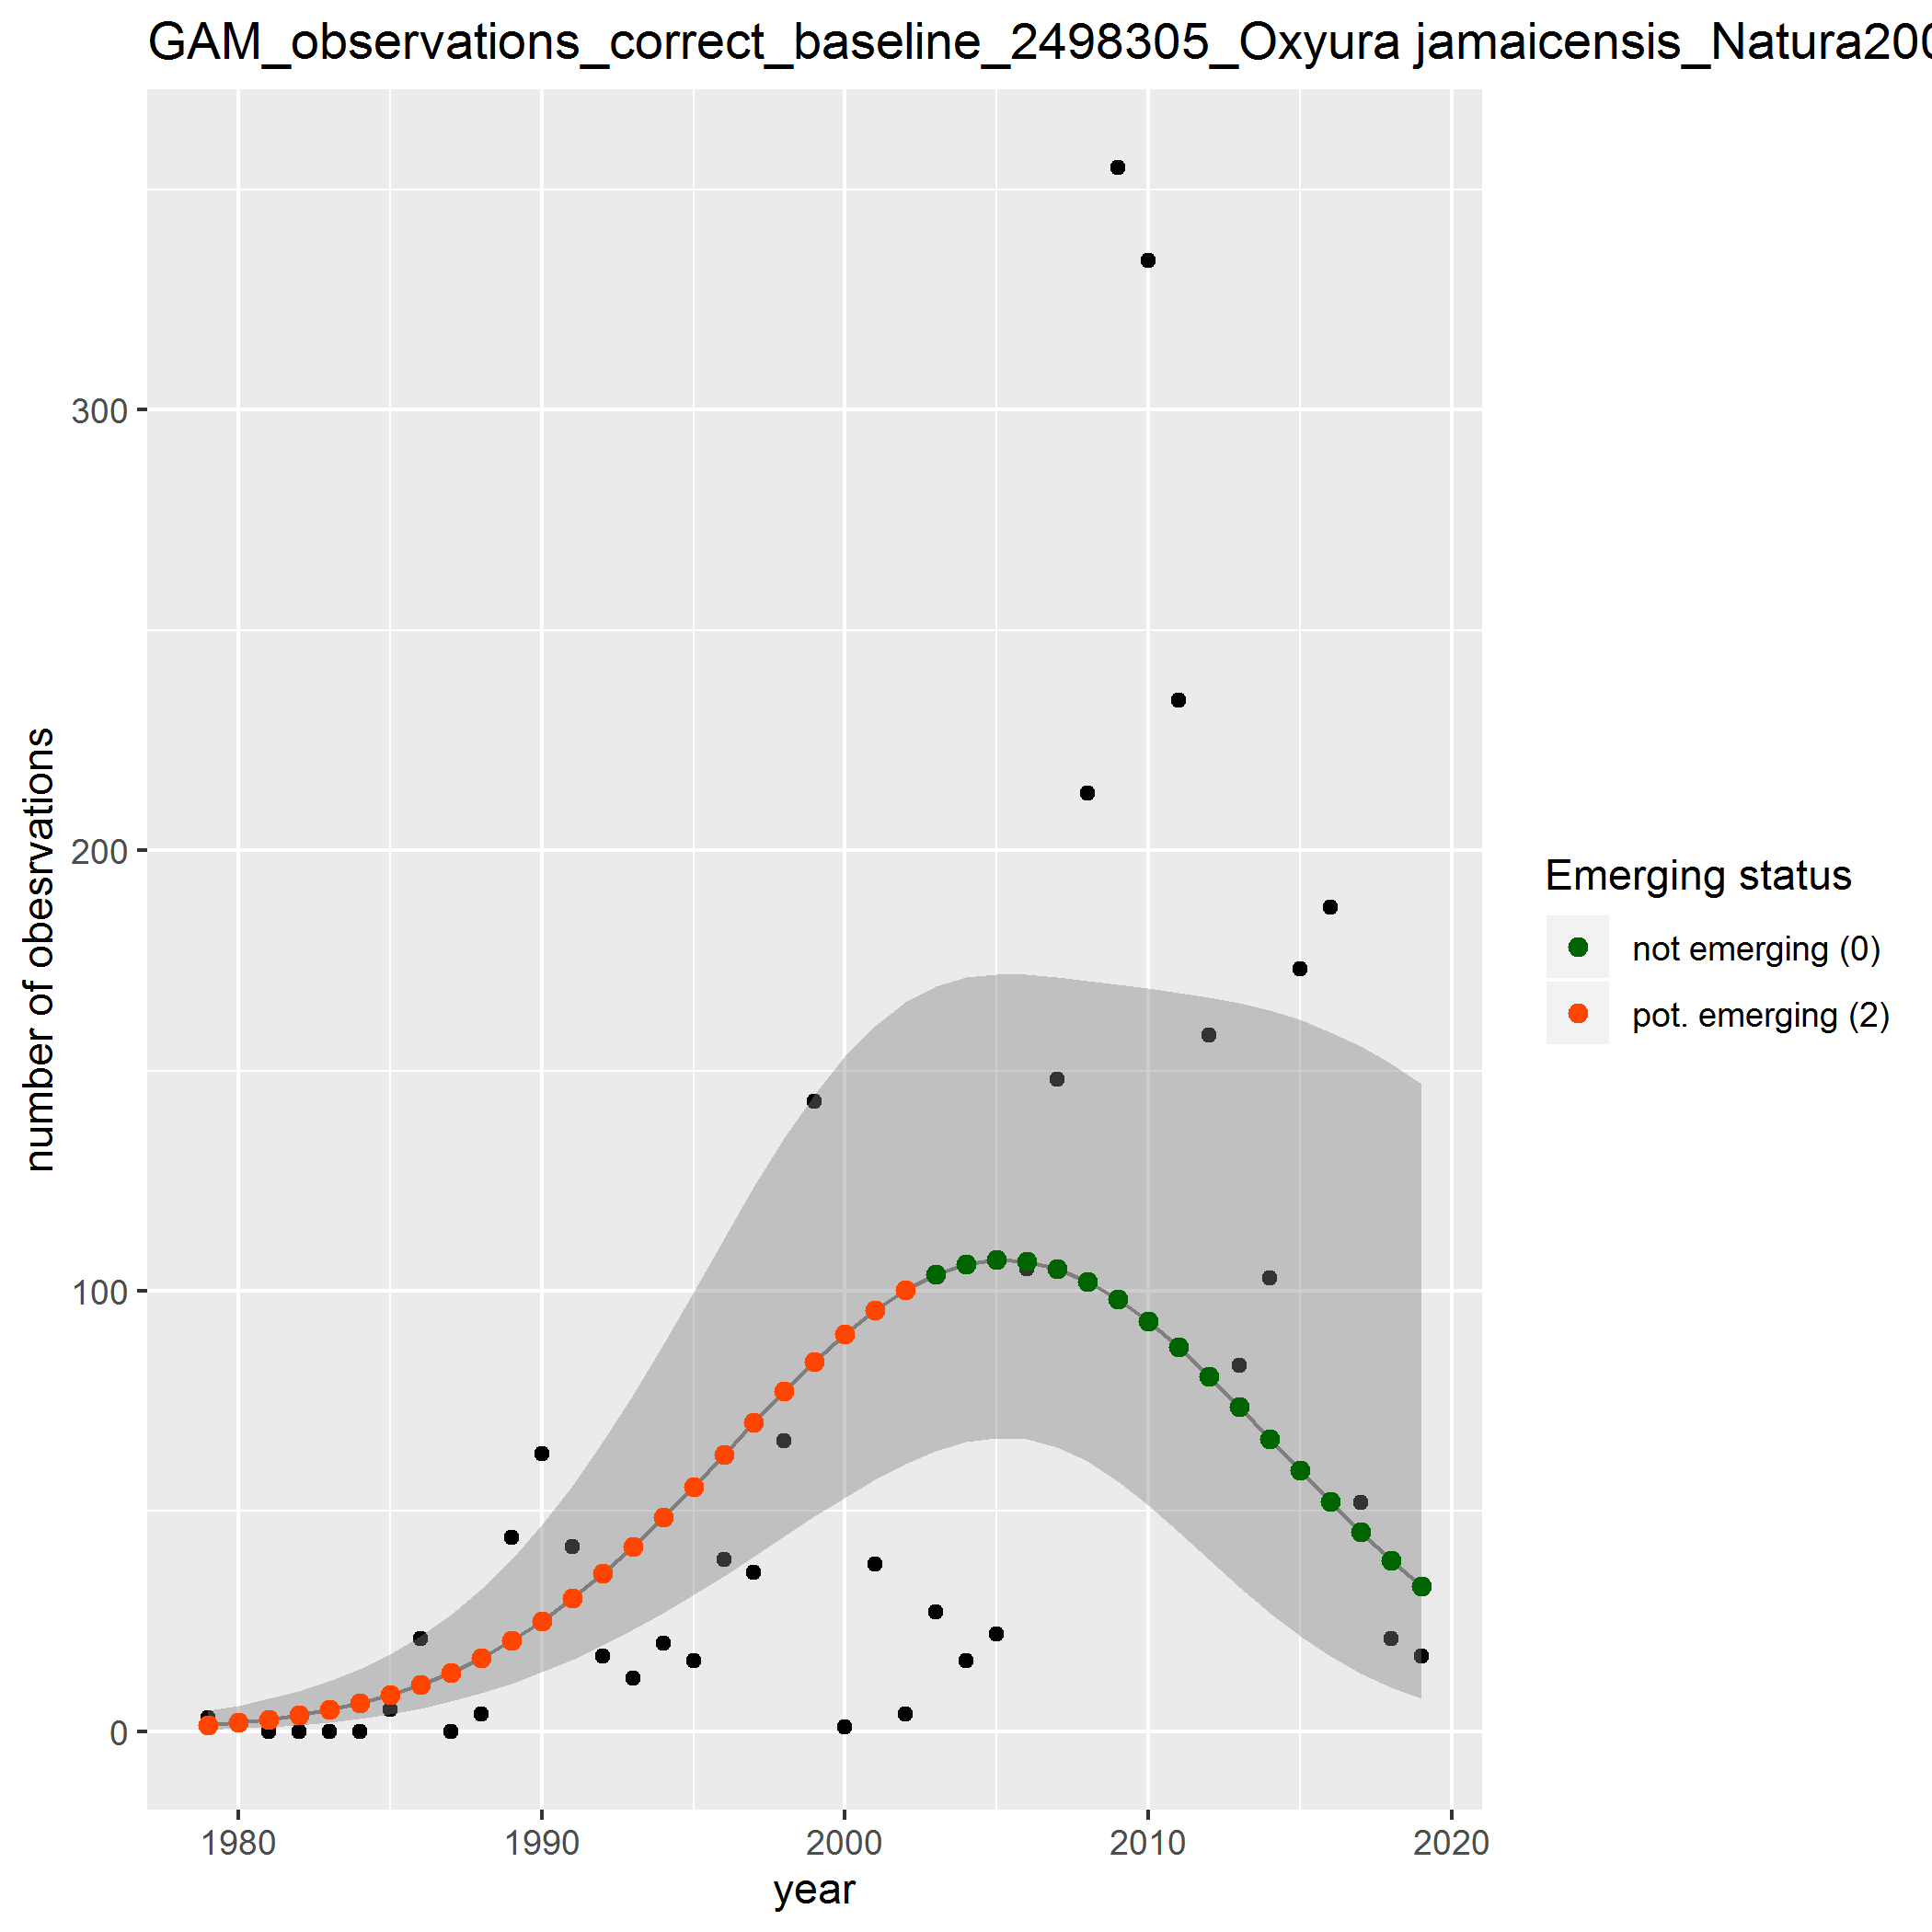 GAM_observations_correct_baseline_2498305_Oxyura jamaicensis_Natura200
number of obesrvations
300
200
100
0
1980 1990 2000 2010 2020
year
Emerging status
not emerging (0)
pot. emerging (2)